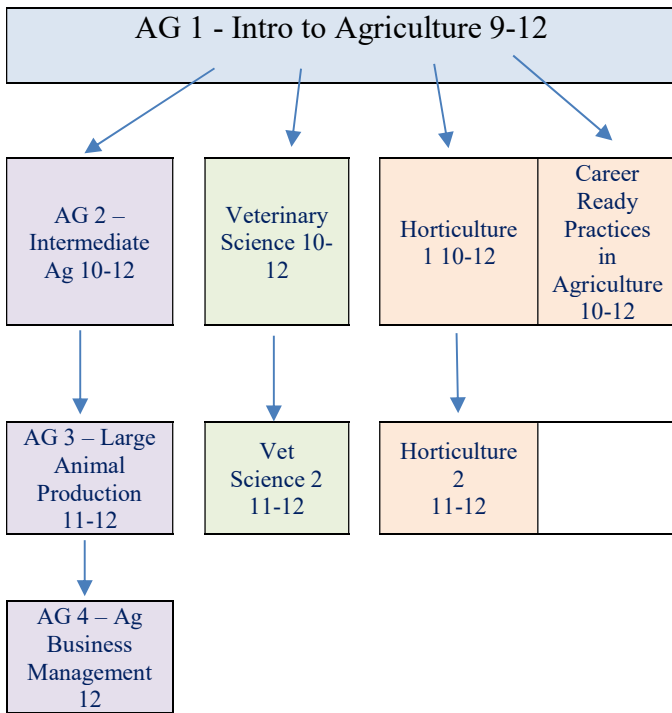 AG 1 - Intro to Agriculture 9-12
AG 2 –
Intermediate
Ag 10-12
Veterinary
Science 10-
12
Horticulture
1 10-12
Career
Ready
Practices
in
Agriculture
10-12
AG 3 – Large
Animal
Production
11-12
Vet
Science 2
11-12
Horticulture
2
11-12
AG 4 – Ag
Business
Management
12